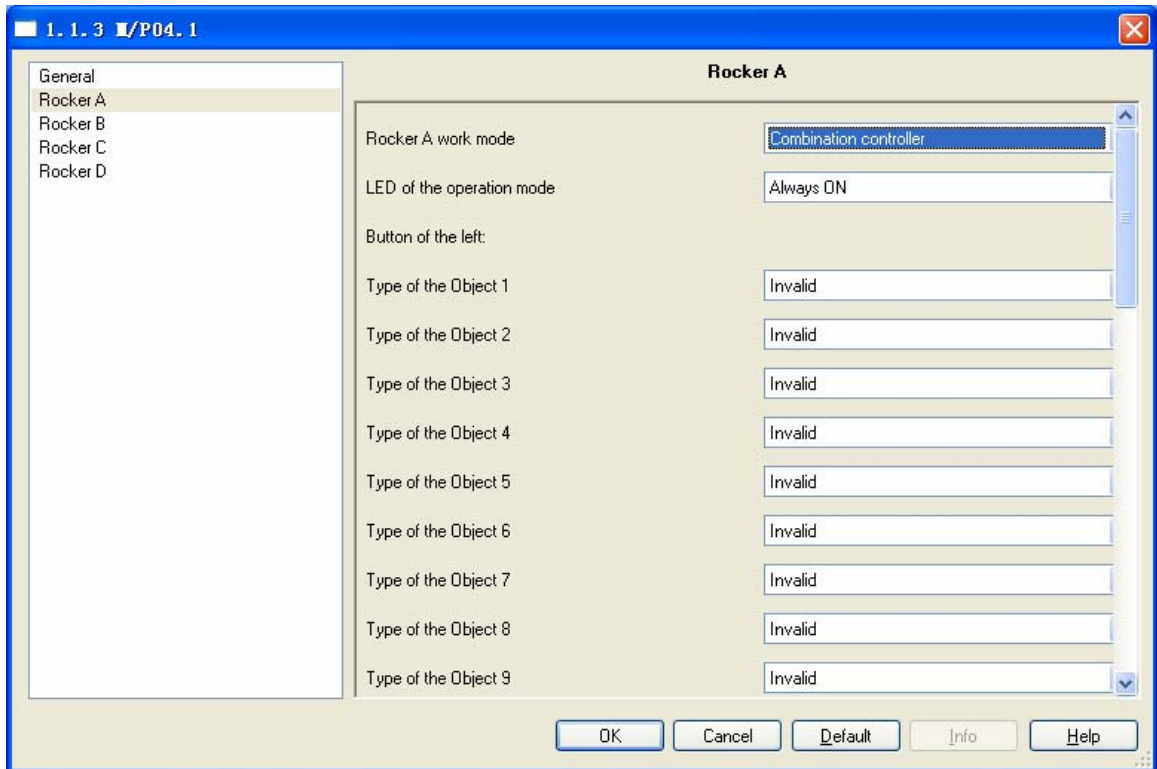 1.1.3 M/P04.1
General
Rocker A
Rocker B
Rocker C
Rocker D
Rocker A
Rocker A work mode Combination controller
LED of the operation mode Always ON
Button of the left:
Type of the Object 1 Invalid
Type of the Object 2 Invalid
Type of the Object 3 Invalid
Type of the Object 4 Invalid
Type of the Object 5 Invalid
Type of the Object 6 Invalid
Type of the Object 7 Invalid
Type of the Object 8 Invalid
Type of the Object 9 Invalid
OK Cancel Default Info Help